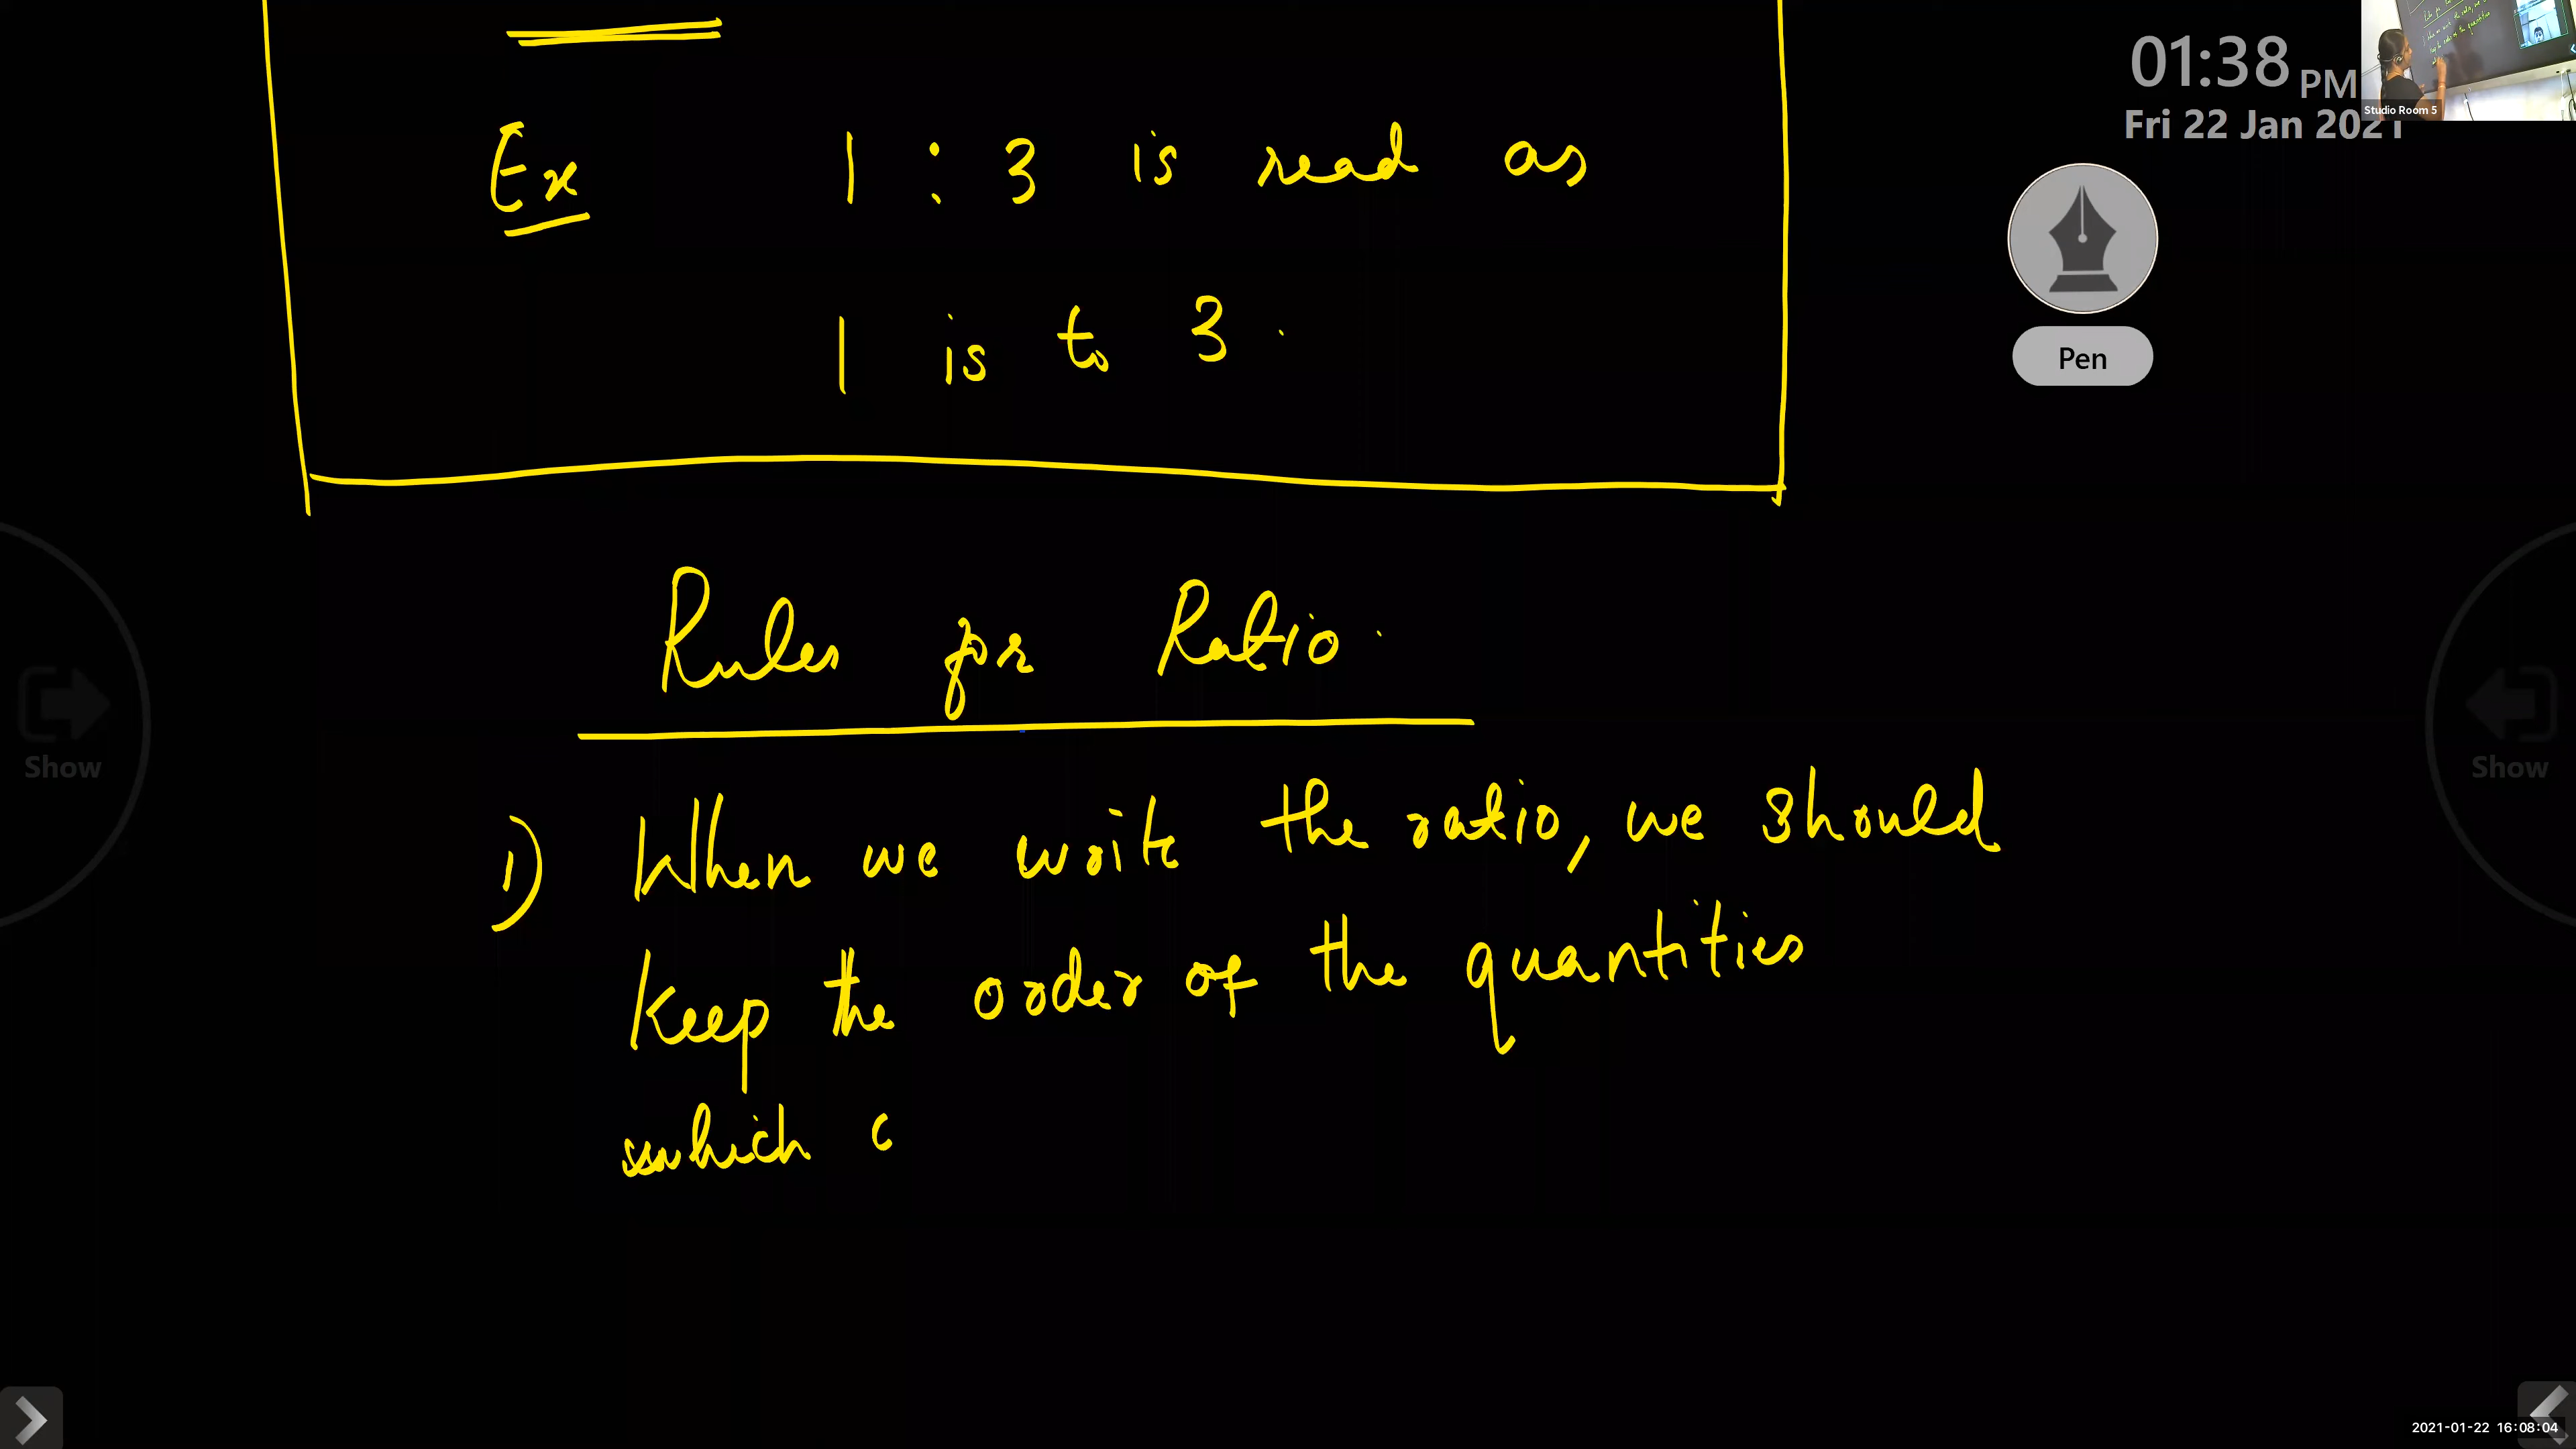 01:38 PM
Fri 22 Jan 2021
Studio Room 5
Ex 1 : 3 is read as
1 is to 3.
Pen
Rules for Ratio.
Show
Show
1) When we write the ratio, we should
keep the order of the quantities
which c
2021-01-22 16:08:04